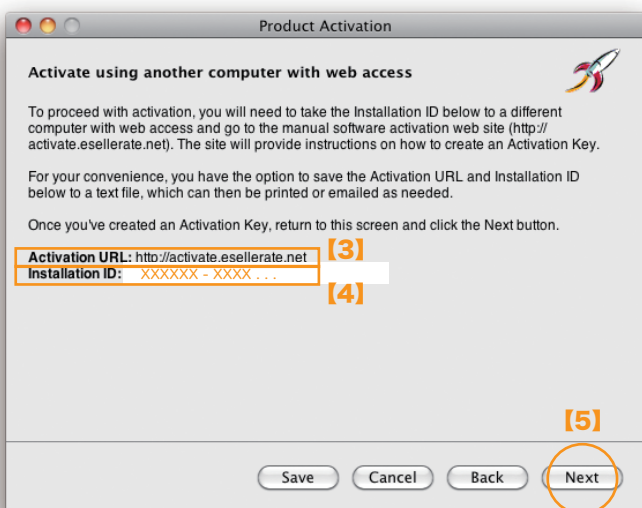 Product Activation
Activate using another computer with web access
To proceed with activation, you will need to take the Installation ID below to a different
computer with web access and go to the manual software activation web site (http://
activate.esellerate.net). The site will provide instructions on how to create an Activation Key.
For your convenience, you have the option to save the Activation URL and Installation ID
below to a text file, which can then be printed or emailed as needed.
Once you've created an Activation Key, return to this screen and click the Next button.
Activation URL: http://activate.esellerate.net 【3】
Installation ID: XXXXXX - XXXX . . .
【4】
【5】
Save Cancel Back Next